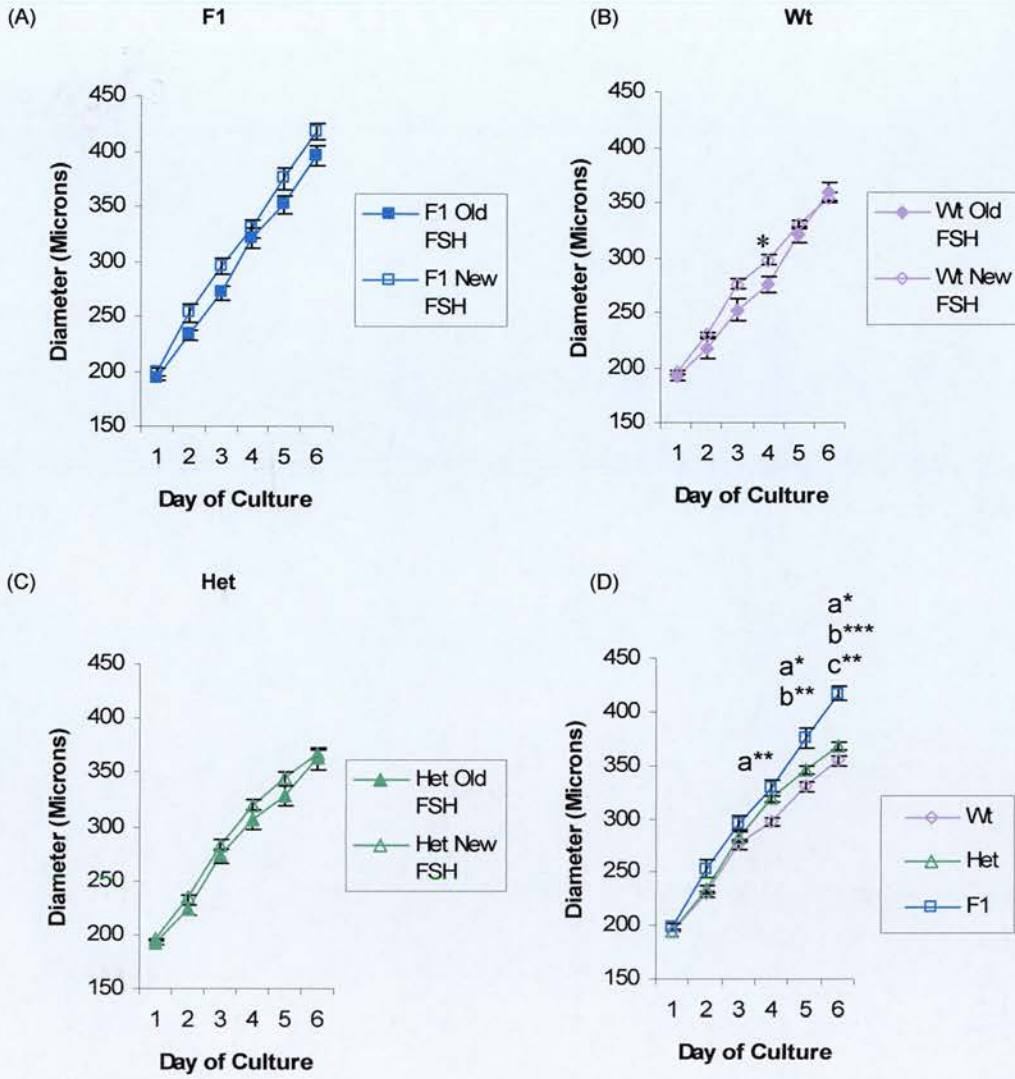 (A)
F1
450
400
350
300
250
200
150
Diameter (Microns)
1 2 3 4 5 6
Day of Culture
F1 Old
FSH
F1 New
FSH
(B)
Wt
450
400
350
300
250
200
150
Diameter (Microns)
*
1 2 3 4 5 6
Day of Culture
Wt Old
FSH
Wt New
FSH
(C)
Het
450
400
350
300
250
200
150
Diameter (Microns)
1 2 3 4 5 6
Day of Culture
Het Old
FSH
Het New
FSH
(D)
450
400
350
300
250
200
150
Diameter (Microns)
a**
a*
b**
a*
b***
c**
1 2 3 4 5 6
Day of Culture
Wt
Het
F1